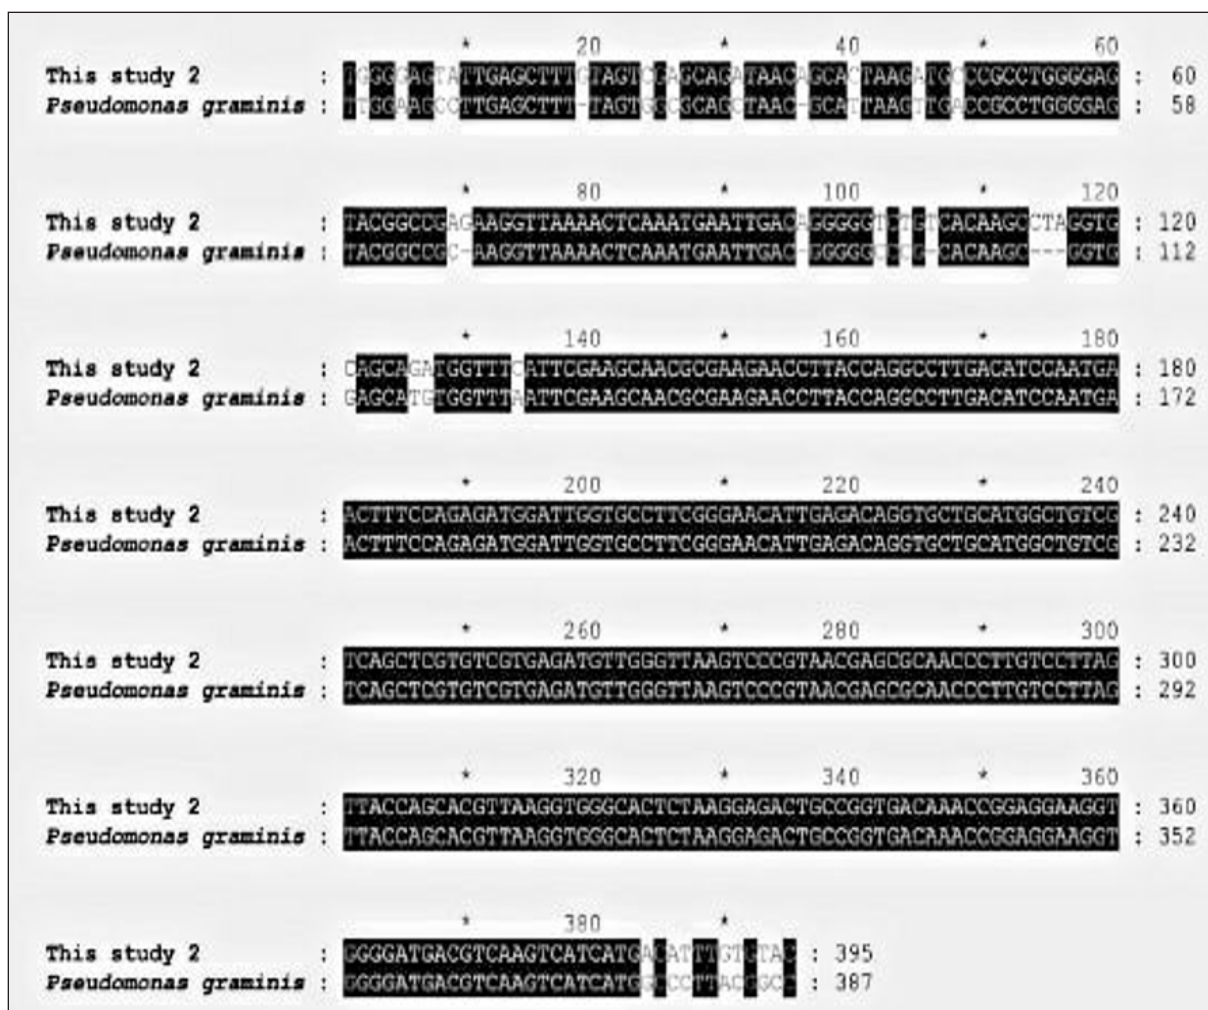 * 20 * 40 * 60
This study 2 : TGGGGAGTATTGAGCTTTGTAGTCGAGCAGATAACAGCACTAAGATGCCCGCCTGGGGAG : 60
Pseudomonas graminis : TTGGAAGCCTTGAGCTTT-TAGTGGCGCAGCTAAC-GCATTAAGTTGACCGCCTGGGGAG : 58
* 80 * 100 * 120
This study 2 : TACGGCCGAGAAGGTTAAAACTCAAATGAATTGACAGGGGGTCTGTCACAAGCCTAGGTG : 120
Pseudomonas graminis : TACGGCCGC-AAGGTTAAAACTCAAATGAATTGAC-GGGGGCCCG-CACAAGC---GGTG : 112
* 140 * 160 * 180
This study 2 : CAGCAGATGGTTTCATTCGAAGCAACGCGAAGAACCTTACCAGGCCTTGACATCCAATGA : 180
Pseudomonas graminis : GAGCATGTGGTTTAATTCGAAGCAACGCGAAGAACCTTACCAGGCCTTGACATCCAATGA : 172
* 200 * 220 * 240
This study 2 : ACTTTCCAGAGATGGATTGGTGCCTTCGGGAACATTGAGACAGGTGCTGCATGGCTGTCG : 240
Pseudomonas graminis : ACTTTCCAGAGATGGATTGGTGCCTTCGGGAACATTGAGACAGGTGCTGCATGGCTGTCG : 232
* 260 * 280 * 300
This study 2 : TCAGCTCGTGTCGTGAGATGTTGGGTTAAGTCCCGTAACGAGCGCAACCCTTGTCCTTAG : 300
Pseudomonas graminis : TCAGCTCGTGTCGTGAGATGTTGGGTTAAGTCCCGTAACGAGCGCAACCCTTGTCCTTAG : 292
* 320 * 340 * 360
This study 2 : TTACCAGCACGTTAAGGTGGGCACTCTAAGGAGACTGCCGGTGACAAACCGGAGGAAGGT : 360
Pseudomonas graminis : TTACCAGCACGTTAAGGTGGGCACTCTAAGGAGACTGCCGGTGACAAACCGGAGGAAGGT : 352
* 380 *
This study 2 : GGGGATGACGTCAAGTCATCATGACATTTGTGTAC : 395
Pseudomonas graminis : GGGGATGACGTCAAGTCATCATGGCCCTTACGGCC : 387